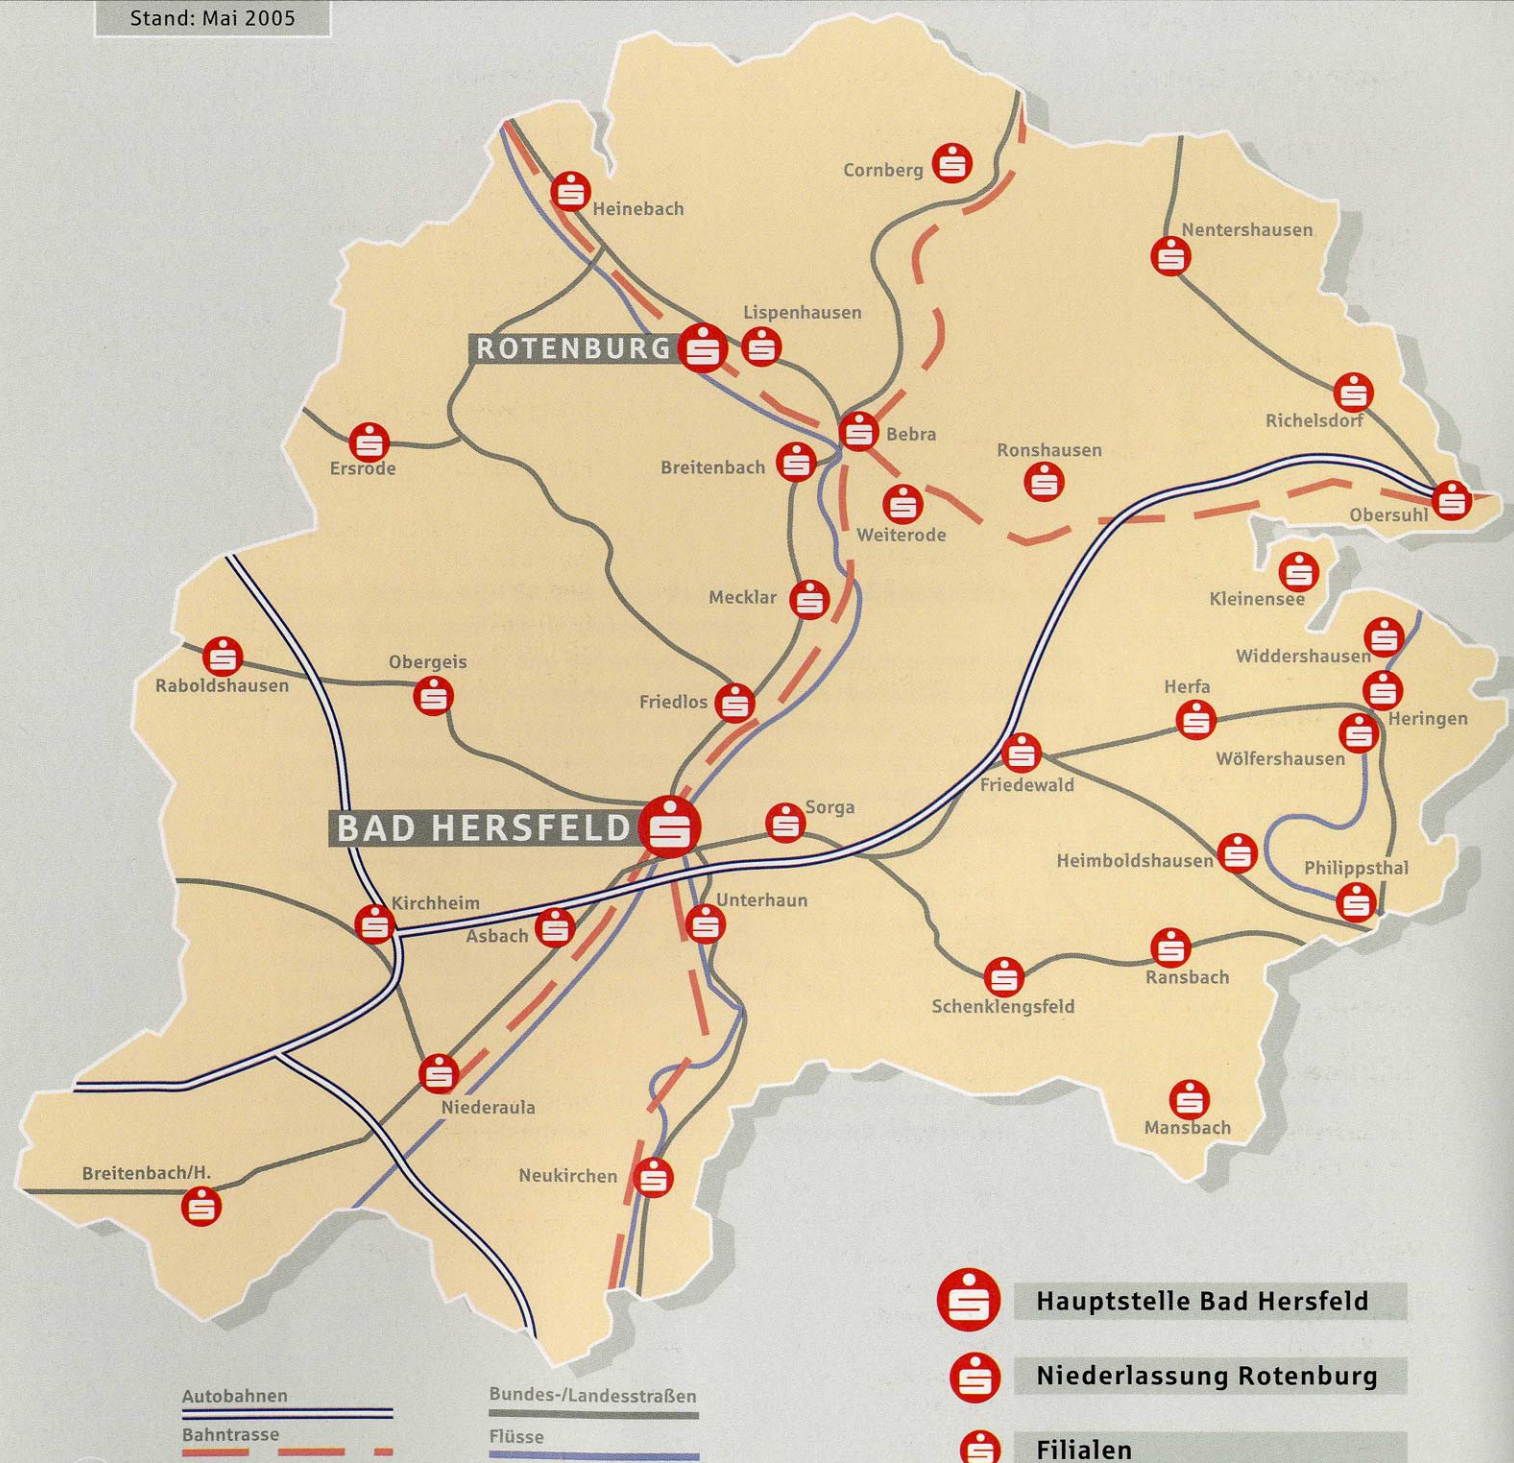 Stand: Mai 2005
Cornberg
Heinebach
Nentershausen
Lispenhausen
ROTENBURG
Richelsdorf
Bebra
Ronshausen
Ersrode
Breitenbach
Obersuhl
Weiterode
Mecklar
Kleinensee
Widdershausen
Obergeis
Raboldshausen
Herfa
Friedlos
Heringen
Wölfershausen
Friedewald
Sorga
BAD HERSFELD
Heimboldshausen
Philippsthal
Kirchheim
Unterhaun
Asbach
Ransbach
Schenklengsfeld
Niederaula
Mansbach
Breitenbach/H.
Neukirchen
Hauptstelle Bad Hersfeld
Niederlassung Rotenburg
Filialen
Autobahnen
Bahntrasse
Bundes-/Landesstraßen
Flüsse